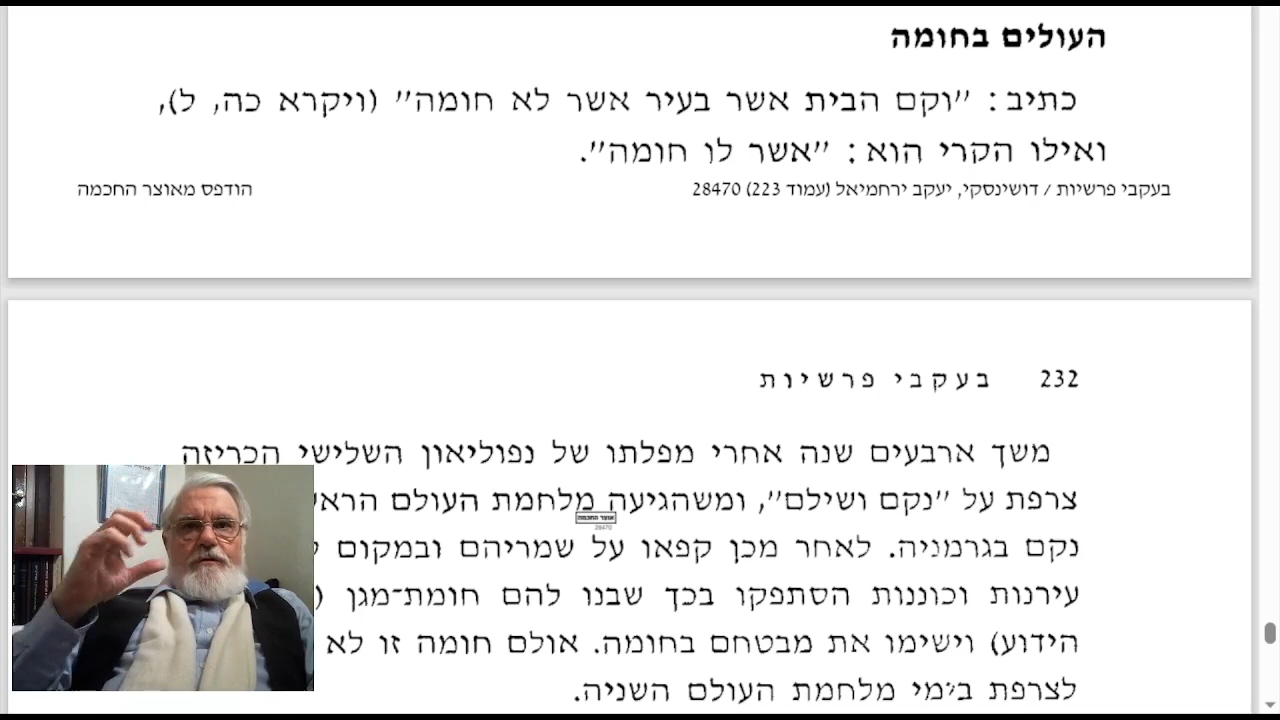 העולים בחומה
כתיב: ״וקם הבית אשר בעיר אשר לא חומה״ (ויקרא כה, ל),
ואילו הקרי הוא: ״אשר לו חומה״.
בעקבי פרשיות / דושינסקי, יעקב ירחמיאל (עמוד 223) 28470 הודפס מאוצר החכמה
232 בעקבי פרשיות
משך ארבעים שנה אחרי מפלתו של נפוליאון השלישי הכריזה
צרפת על ״נקם ושילם״, ומשהגיעה מלחמת העולם
אוצר החכמה
28470
נקם בגרמניה. לאחר מכן קפאו על שמריהם ובמקום
עירנות וכוננות הסתפקו בכך שבנו להם חומת־מגן (
הידוע) וישימו את מבטחם בחומה. אולם חומה זו לא
לצרפת בימי מלחמת העולם השניה.